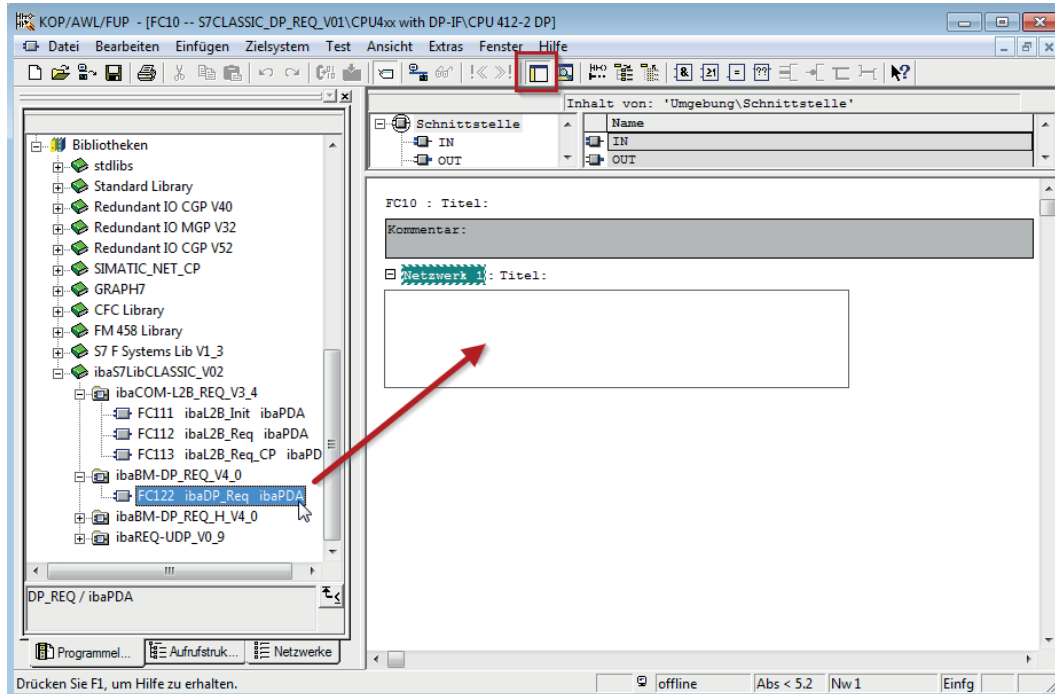 KOP/AWL/FUP - [FC10 -- S7CLASSIC_DP_REQ_V01\CPU4xx with DP-IF\CPU 412-2 DP]
Datei Bearbeiten Einfügen Zielsystem Test Ansicht Extras Fenster Hilfe
Inhalt von: 'Umgebung\Schnittstelle'
Schnittstelle
IN
OUT
Name
IN
OUT
Bibliotheken
stdlibs
Standard Library
Redundant IO CGP V40
Redundant IO MGP V32
Redundant IO CGP V52
SIMATIC_NET_CP
GRAPH7
CFC Library
FM 458 Library
S7 F Systems Lib V1_3
ibaS7LibCLASSIC_V02
ibaCOM-L2B_REQ_V3_4
FC111 ibaL2B_Init ibaPDA
FC112 ibaL2B_Req ibaPDA
FC113 ibaL2B_Req_CP ibaPD
ibaBM-DP_REQ_V4_0
FC122 ibaDP_Req ibaPDA
ibaBM-DP_REQ_H_V4_0
ibaREQ-UDP_V0_9
DP_REQ / ibaPDA
Programmel... Aufrufstruk... Netzwerke
FC10 : Titel:
Kommentar:
Netzwerk 1: Titel:
Drücken Sie F1, um Hilfe zu erhalten.
offline Abs < 5.2 Nw 1 Einfg